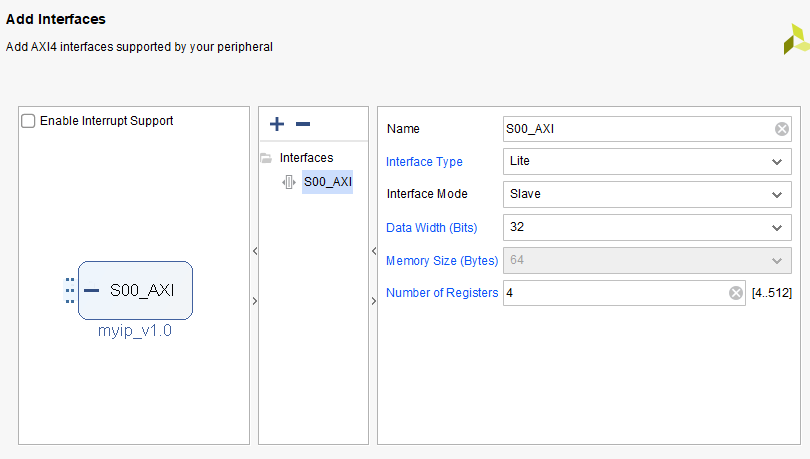 Add Interfaces
Add AXI4 interfaces supported by your peripheral
Enable Interrupt Support
S00_AXI
myip_v1.0
Interfaces
S00_AXI
Name S00_AXI
Interface Type Lite
Interface Mode Slave
Data Width (Bits) 32
Memory Size (Bytes) 64
Number of Registers 4 [4..512]